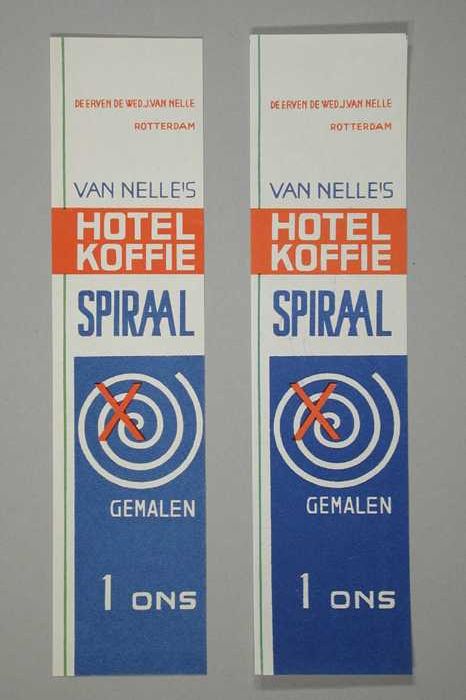 DE ERVEN DE WED. J. VAN NELLE
ROTTERDAM
VAN NELLE'S
HOTEL
KOFFIE
SPIRAAL
X
GEMALEN
1 ONS
DE ERVEN DE WED. J. VAN NELLE
ROTTERDAM
VAN NELLE'S
HOTEL
KOFFIE
SPIRAAL
X
GEMALEN
1 ONS